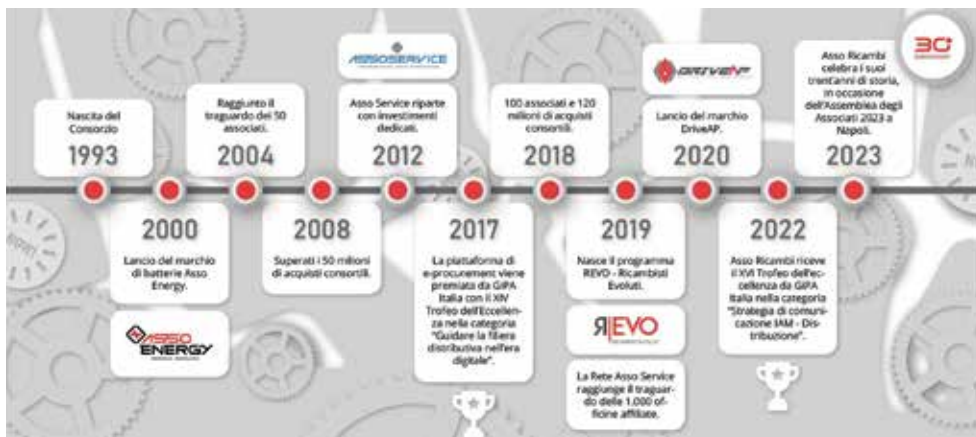 Nascita del
Consorzio
1993
2000
Lancio del marchio
di batterie Asso
Energy.
ASSO
ENERGY
Raggiunto il
traguardo dei 50
associati.
2004
2008
Superati i 50 milioni
di acquisti consortili.
ASSOSERVICE
Asso Service riparte
con investimenti
dedicati.
2012
2017
La piattaforma di
e-procurement viene
premiata da GiPA
Italia con il XIV
Trofeo dell'Eccellen-
za nella categoria
"Guidare la filiera
distributiva nell'era
digitale".
100 associati e 120
milioni di acquisti
consortili.
2018
2019
Nasce il programma
REVO - Ricambisti
Evoluti.
REVO
La Rete Asso Service
raggiunge il traguar-
do delle 1.000 of-
ficine affiliate.
DRIVEAP
Lancio del marchio
DriveAP.
2020
2022
Asso Ricambi riceve
il XVI Trofeo dell'ec-
cellenza da GiPA
Italia nella categoria
"Strategia di comuni-
cazione IAM - Dis-
tribuzione".
30
Asso Ricambi
celebra i suoi
trent'anni di storia,
in occasione
dell'Assemblea degli
Associati 2023 a
Napoli.
2023